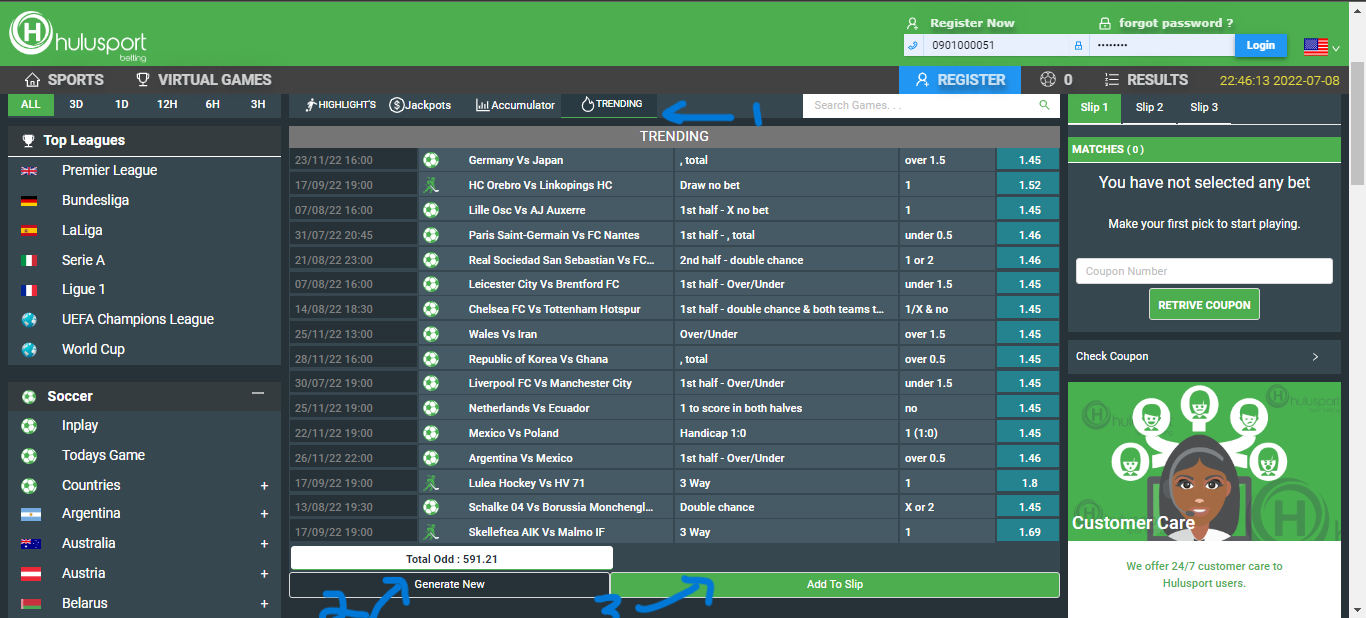 Register Now
forgot password ?
hulusport
betting
0901000051
••••••••
Login
SPORTS
VIRTUAL GAMES
REGISTER
0
RESULTS
22:46:13 2022-07-08
ALL 3D 1D 12H 6H 3H
HIGHLIGHT'S Jackpots Accumulator TRENDING
1
Search Games. . .
Slip 1 Slip 2 Slip 3
Top Leagues
Premier League
Bundesliga
LaLiga
Serie A
Ligue 1
UEFA Champions League
World Cup
Soccer
Inplay
Todays Game
Countries +
Argentina +
Australia +
Austria +
Belarus +
TRENDING
23/11/22 16:00 Germany Vs Japan , total over 1.5 1.45
17/09/22 19:00 HC Orebro Vs Linkopings HC Draw no bet 1 1.52
07/08/22 16:00 Lille Osc Vs AJ Auxerre 1st half - X no bet 1 1.45
31/07/22 20:45 Paris Saint-Germain Vs FC Nantes 1st half - , total under 0.5 1.46
21/08/22 23:00 Real Sociedad San Sebastian Vs FC... 2nd half - double chance 1 or 2 1.46
07/08/22 16:00 Leicester City Vs Brentford FC 1st half - Over/Under under 1.5 1.45
14/08/22 18:30 Chelsea FC Vs Tottenham Hotspur 1st half - double chance & both teams t... 1/X & no 1.45
25/11/22 13:00 Wales Vs Iran Over/Under over 1.5 1.45
28/11/22 16:00 Republic of Korea Vs Ghana , total over 0.5 1.45
30/07/22 19:00 Liverpool FC Vs Manchester City 1st half - Over/Under under 1.5 1.45
25/11/22 19:00 Netherlands Vs Ecuador 1 to score in both halves no 1.45
22/11/22 19:00 Mexico Vs Poland Handicap 1:0 1 (1:0) 1.45
26/11/22 22:00 Argentina Vs Mexico 1st half - Over/Under over 0.5 1.46
17/09/22 19:00 Lulea Hockey Vs HV 71 3 Way 1 1.8
13/08/22 19:30 Schalke 04 Vs Borussia Monchengl... Double chance X or 2 1.45
17/09/22 19:00 Skelleftea AIK Vs Malmo IF 3 Way 1 1.69
Total Odd : 591.21
Generate New
Add To Slip
2
3
MATCHES ( 0 )
You have not selected any bet
Make your first pick to start playing.
Coupon Number
RETRIVE COUPON
Check Coupon
hulusport
Customer Care
We offer 24/7 customer care to
Hulusport users.